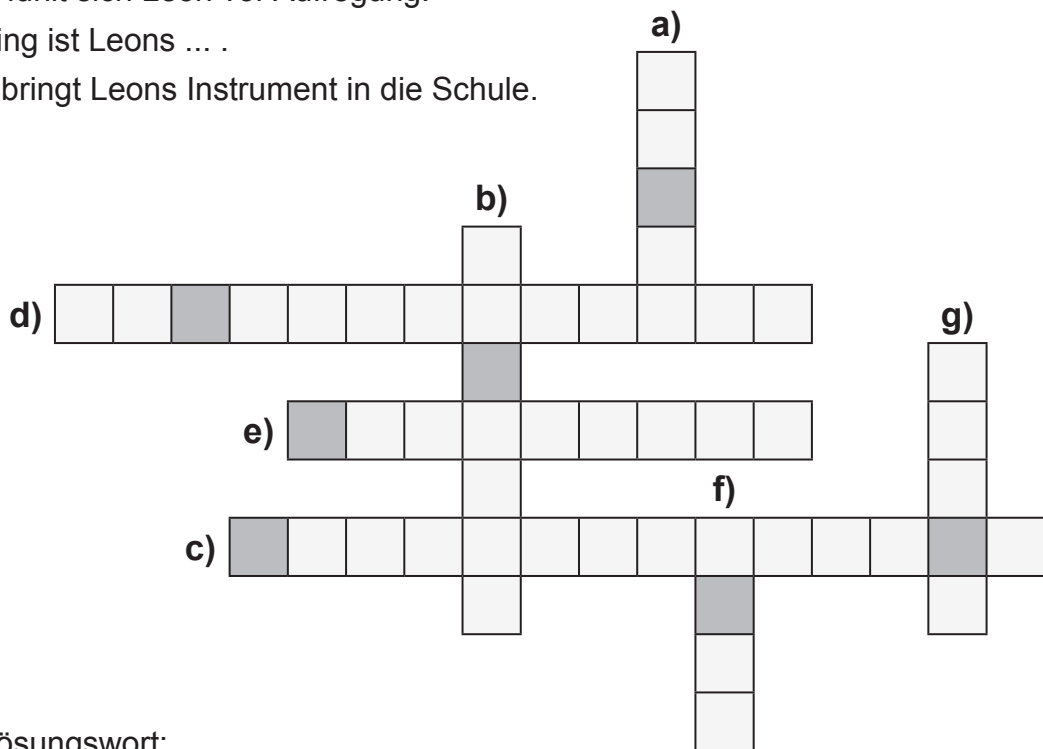 fühlt sich Leon vor Aufregung.
ing ist Leons ... .
bringt Leons Instrument in die Schule.
a)
b)
d)
g)
e)
f)
c)
ösungswort: